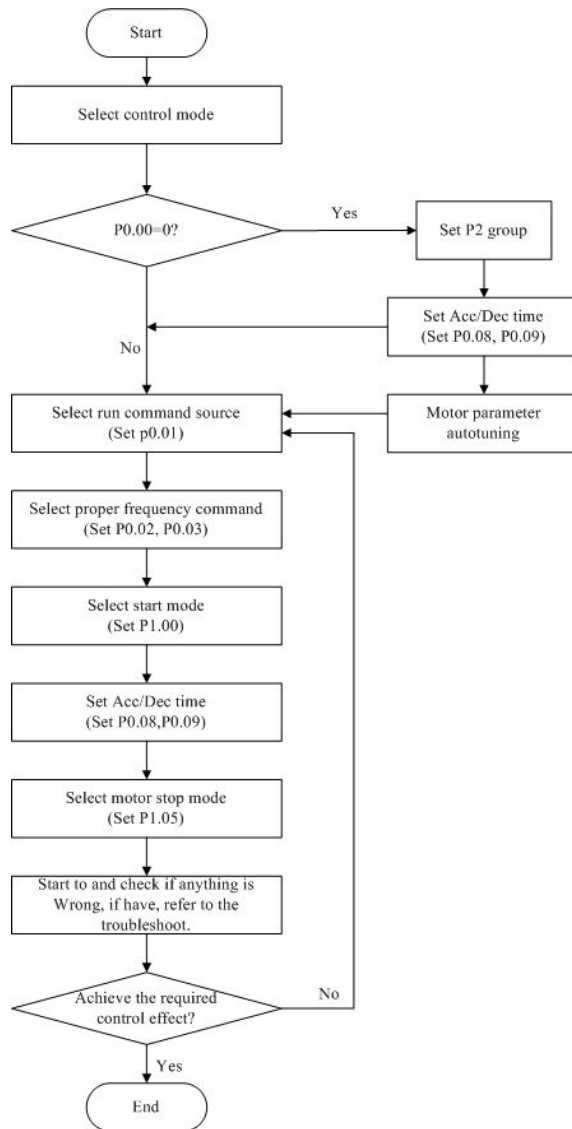 Start
Select control mode
P0.00=0?
Yes
Set P2 group
Set Acc/Dec time
(Set P0.08, P0.09)
No
Motor parameter
autotuning
Select run command source
(Set p0.01)
Select proper frequency command
(Set P0.02, P0.03)
Select start mode
(Set P1.00)
Set Acc/Dec time
(Set P0.08,P0.09)
Select motor stop mode
(Set P1.05)
Start to and check if anything is
Wrong, if have, refer to the
troubleshoot.
Achieve the required
control effect?
No
Yes
End